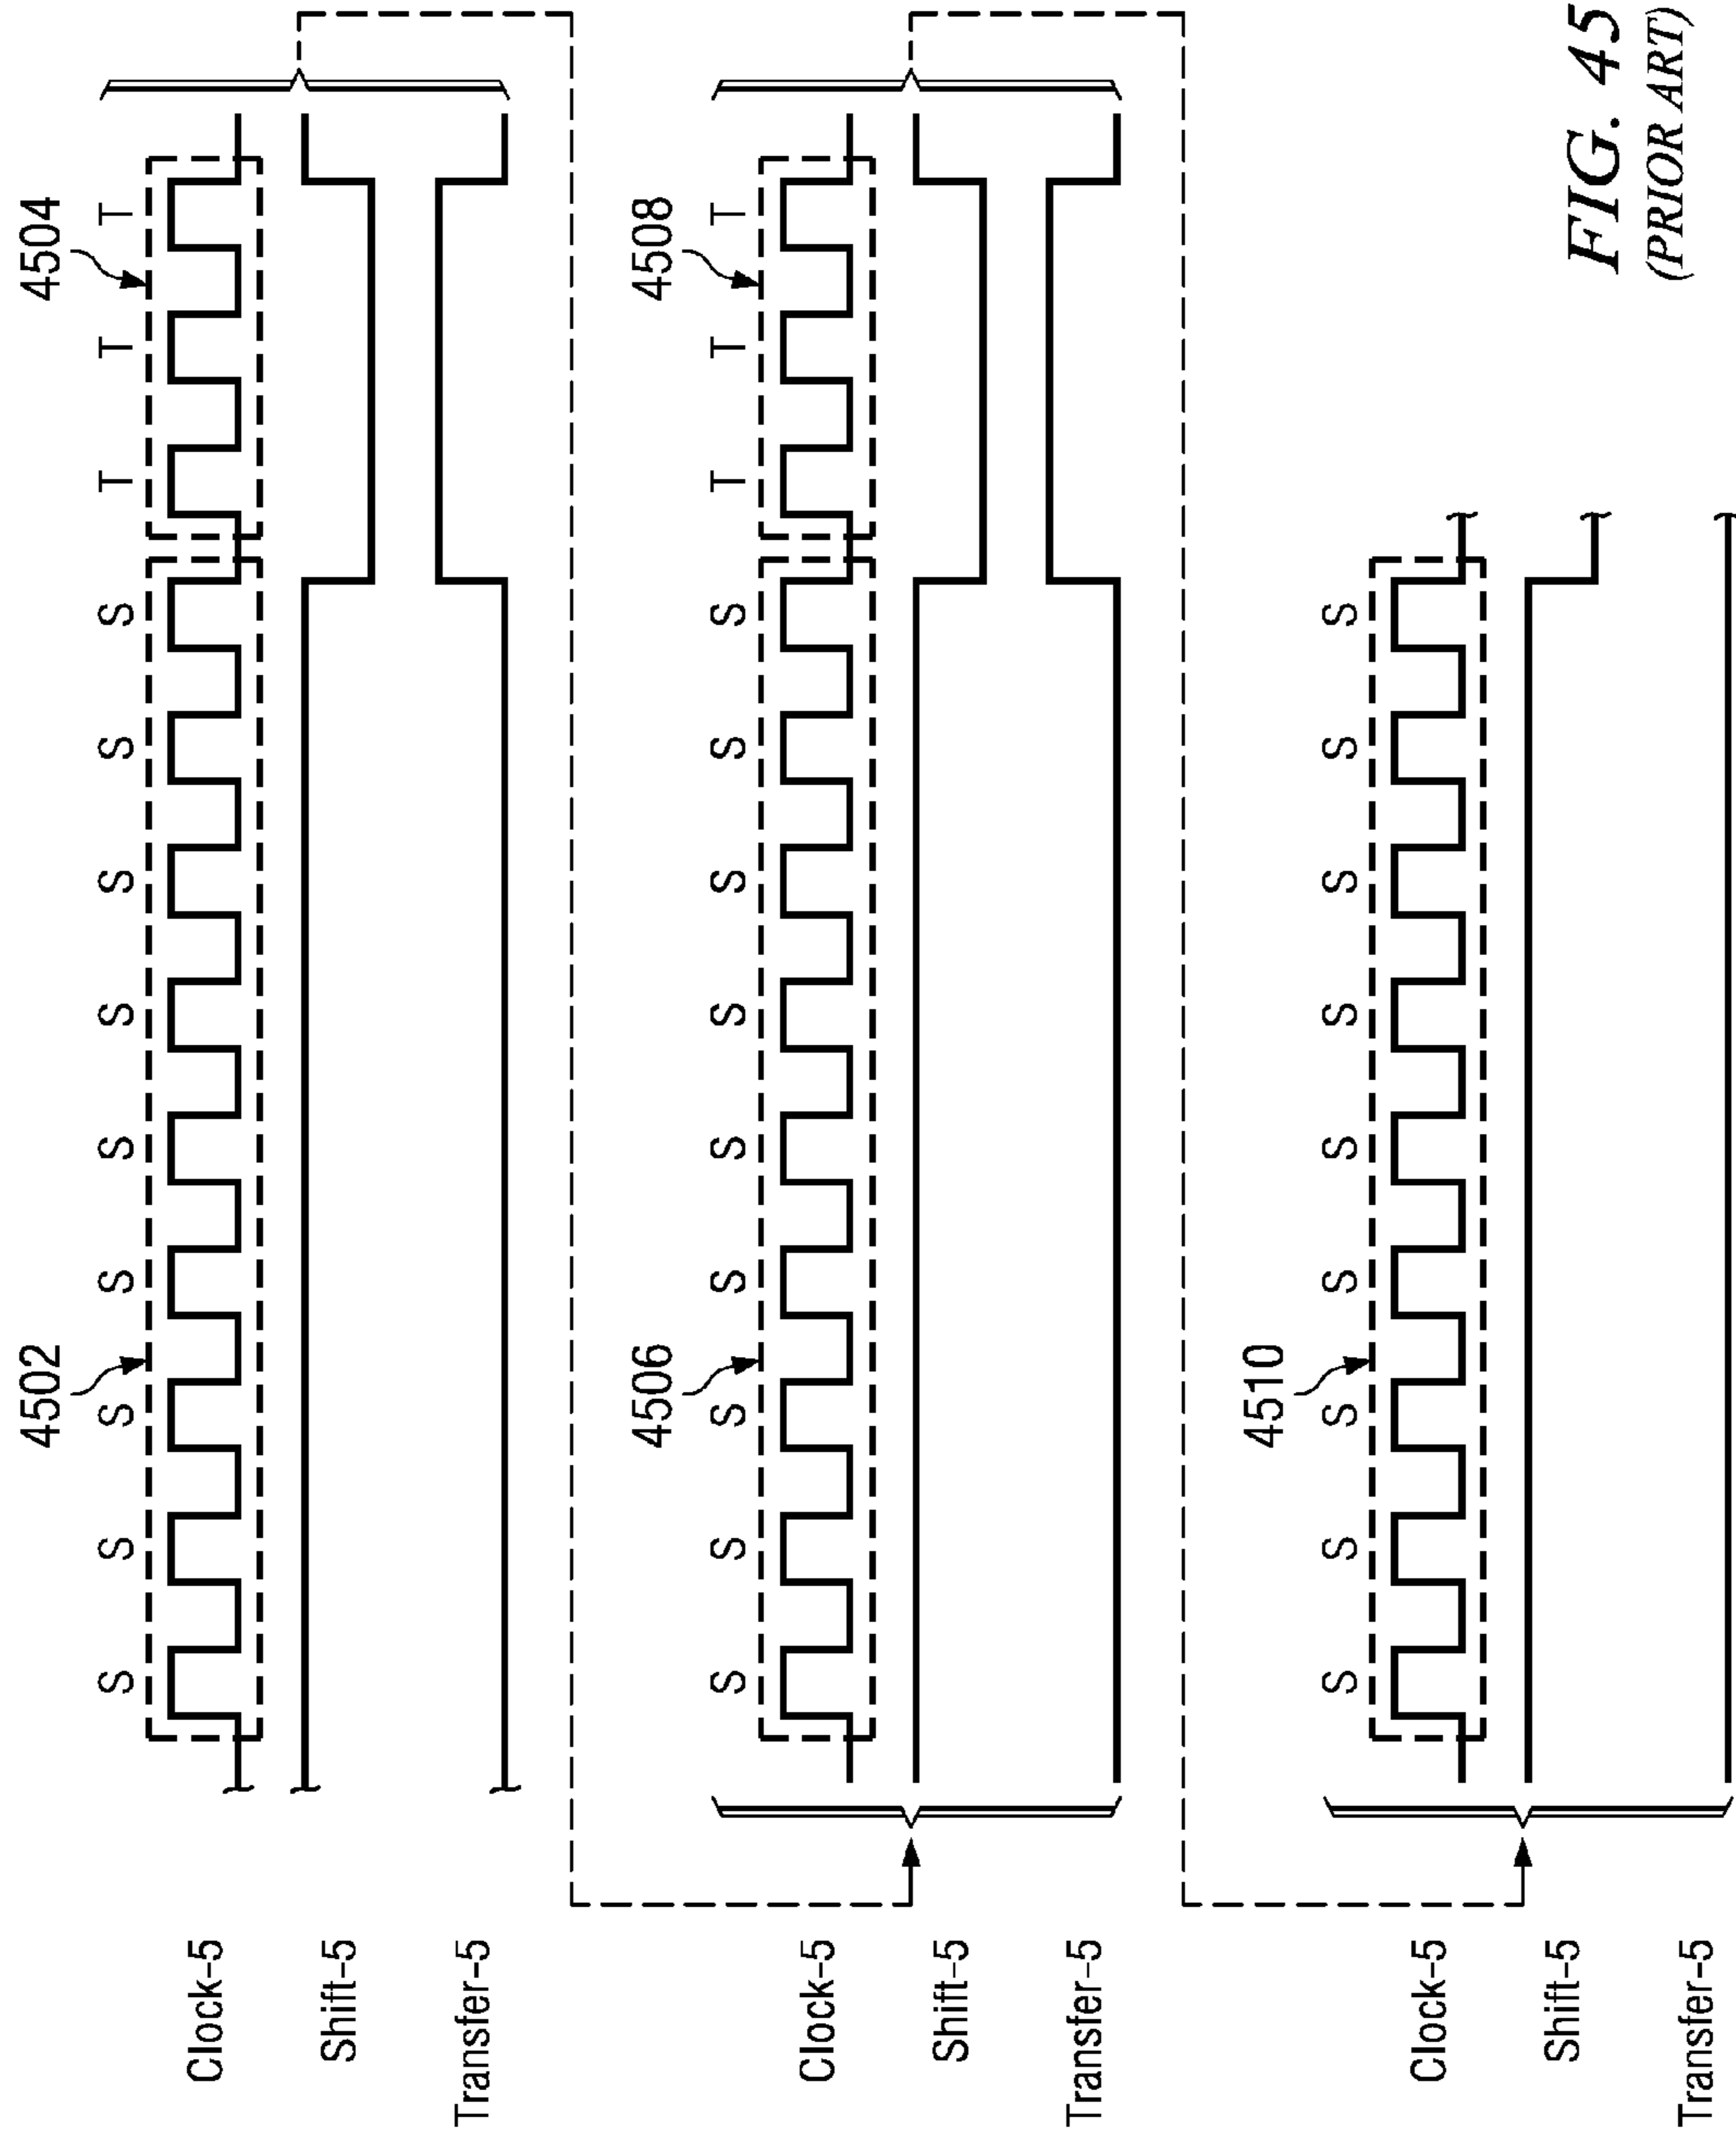 4502 4504
S S S S S S S S S T T T
Clock-5
Shift-5
Transfer-5
4506 4508
S S S S S S S S S T T T
Clock-5
Shift-5
Transfer-5
4510
S S S S S S S S S
Clock-5
Shift-5
Transfer-5
FIG. 45
(PRIOR ART)